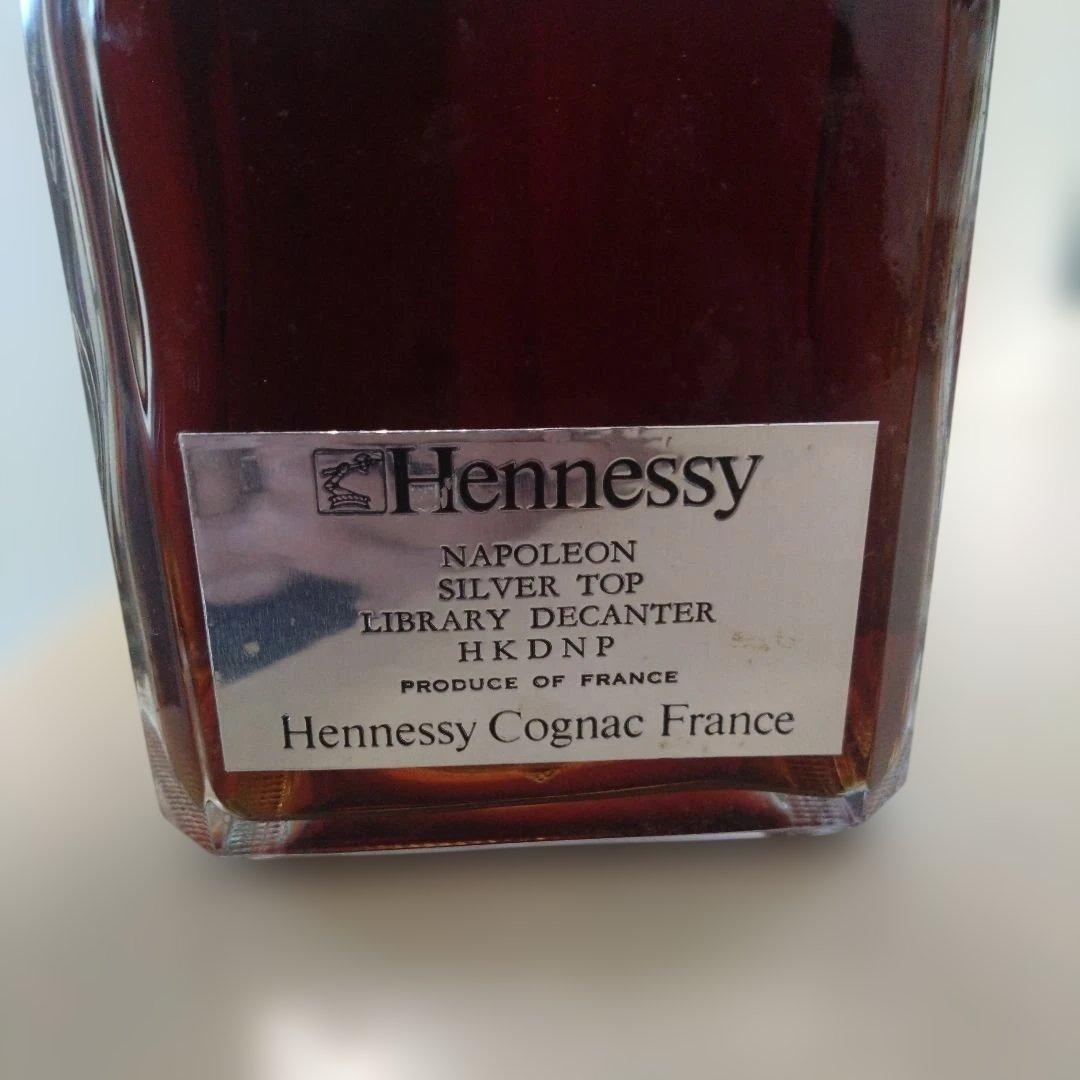 Hennessy
NAPOLEON
SILVER TOP
LIBRARY DECANTER
HKDNP
PRODUCE OF FRANCE
Hennessy Cognac France